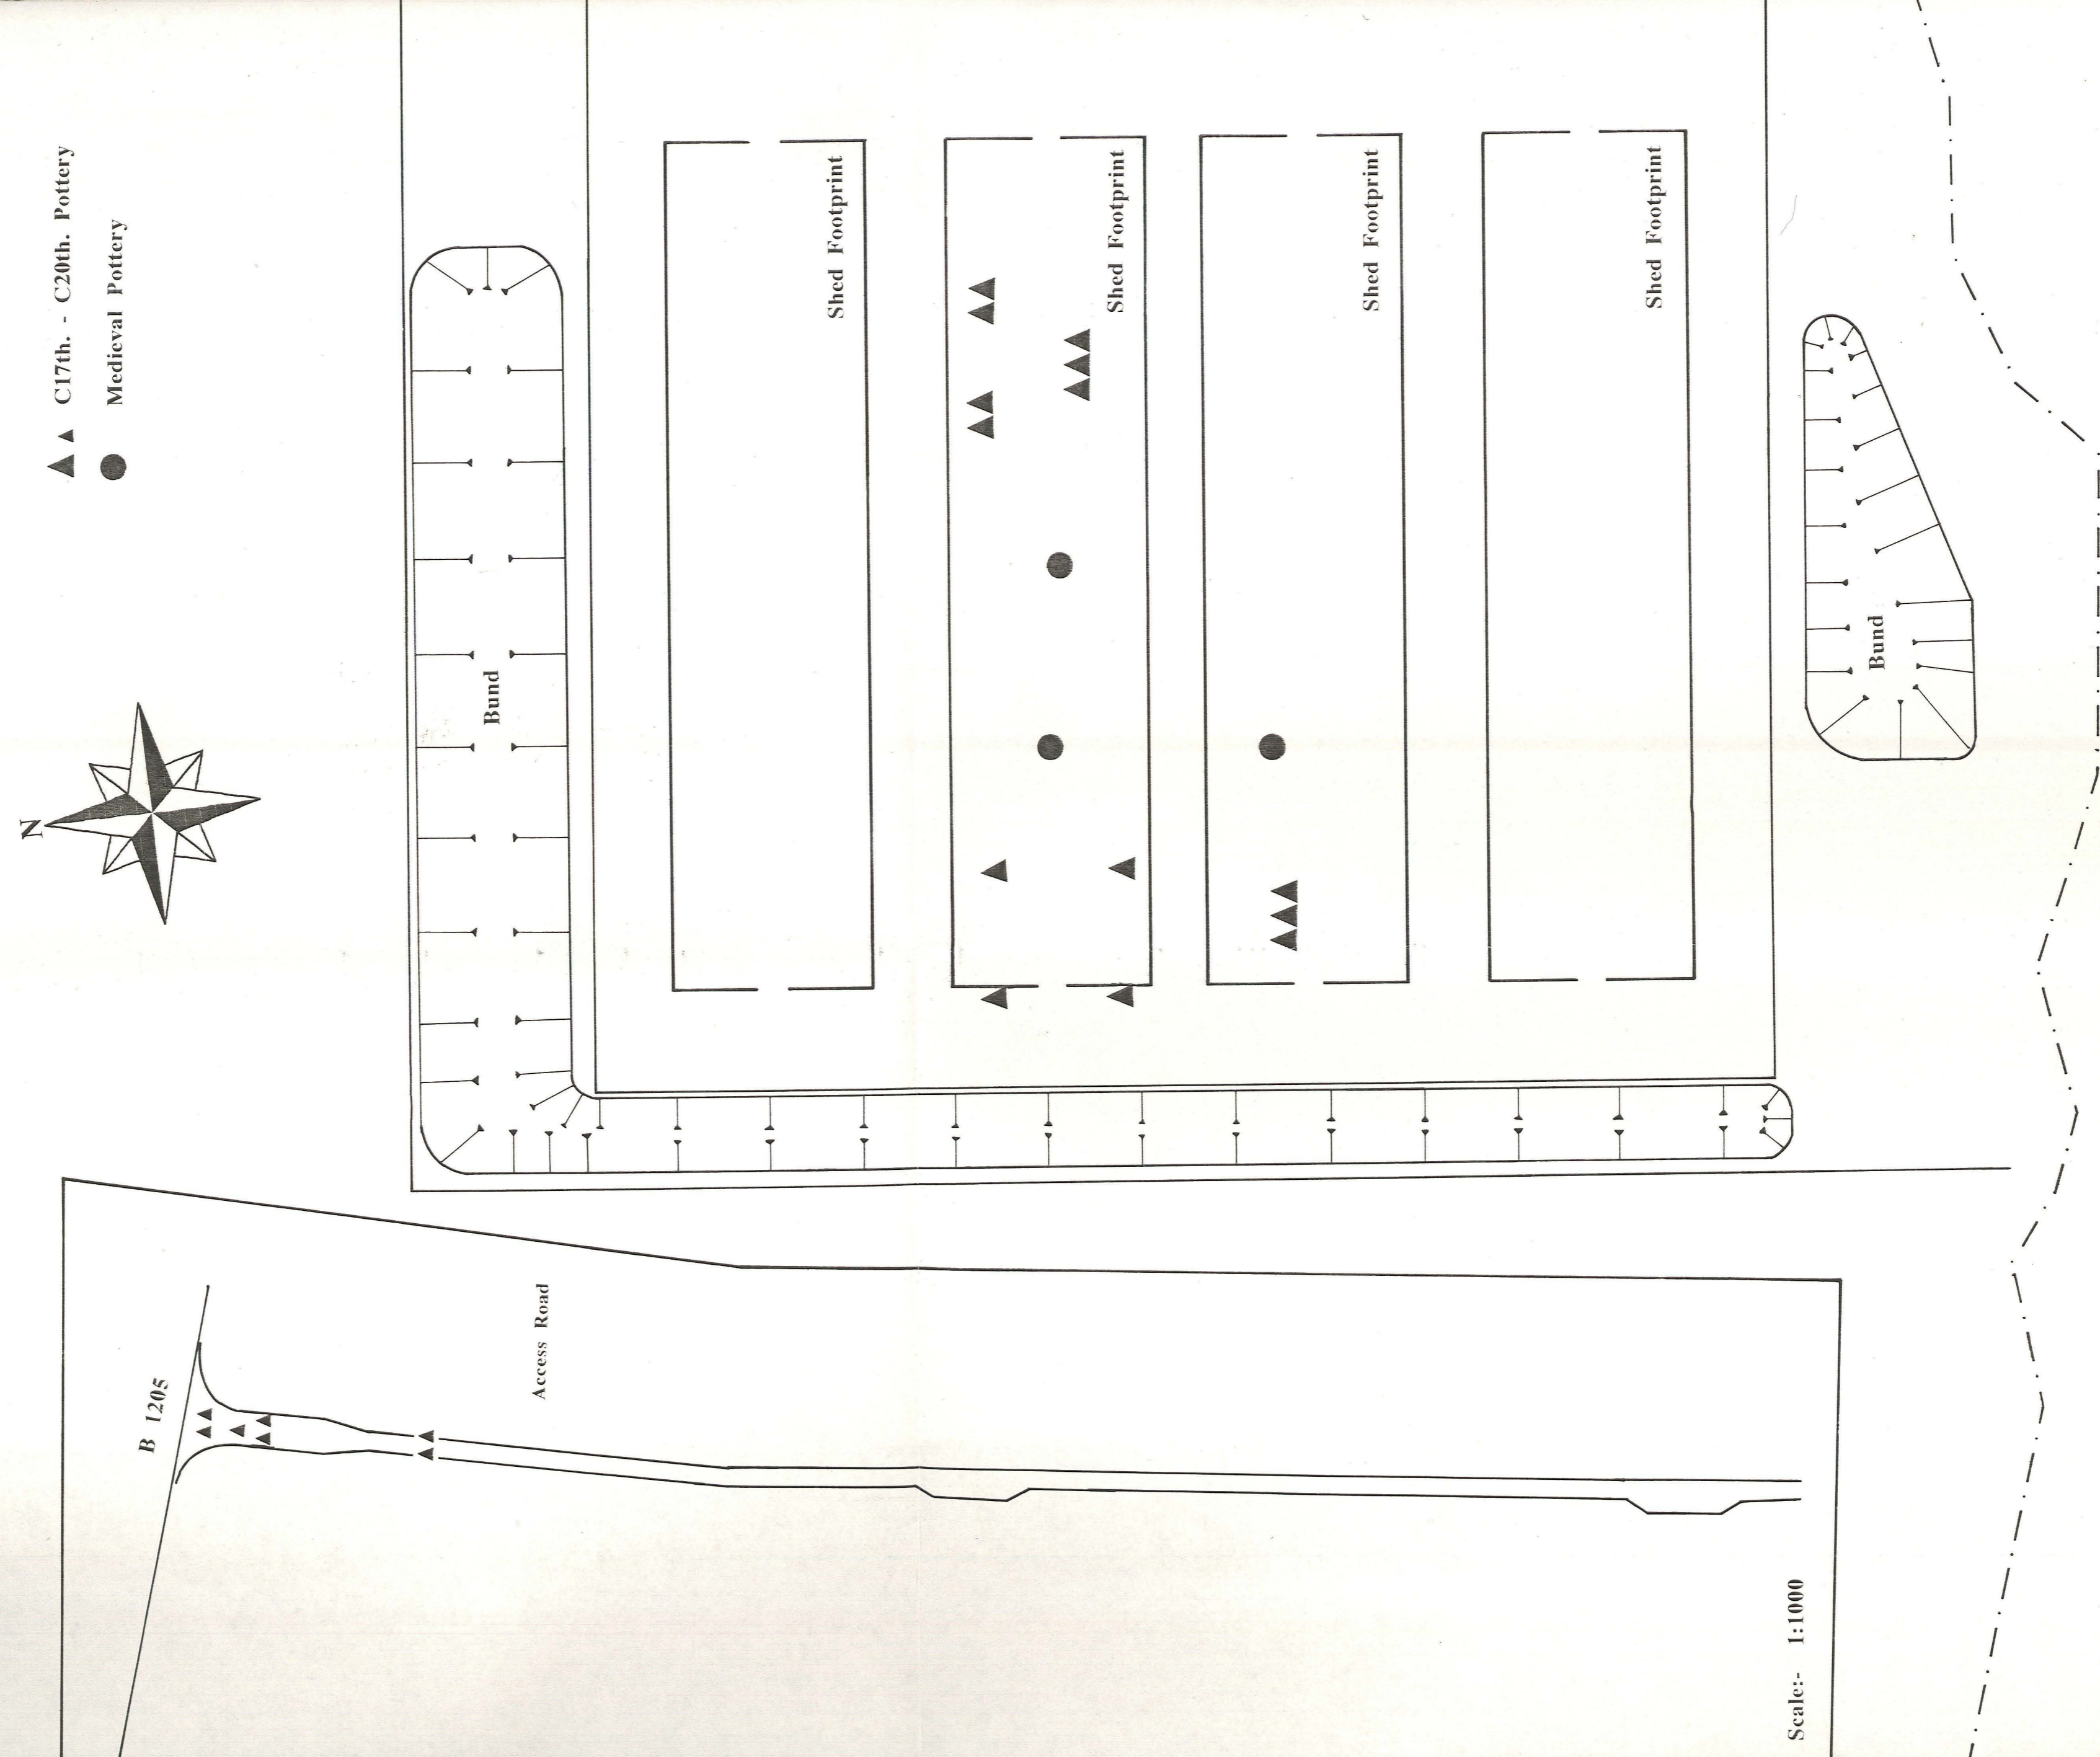 C17th. - C20th. Pottery
Medieval Pottery
N
Bund
Shed Footprint
Shed Footprint
Shed Footprint
Shed Footprint
Bund
B 1205
Access Road
Scale:- 1:1000